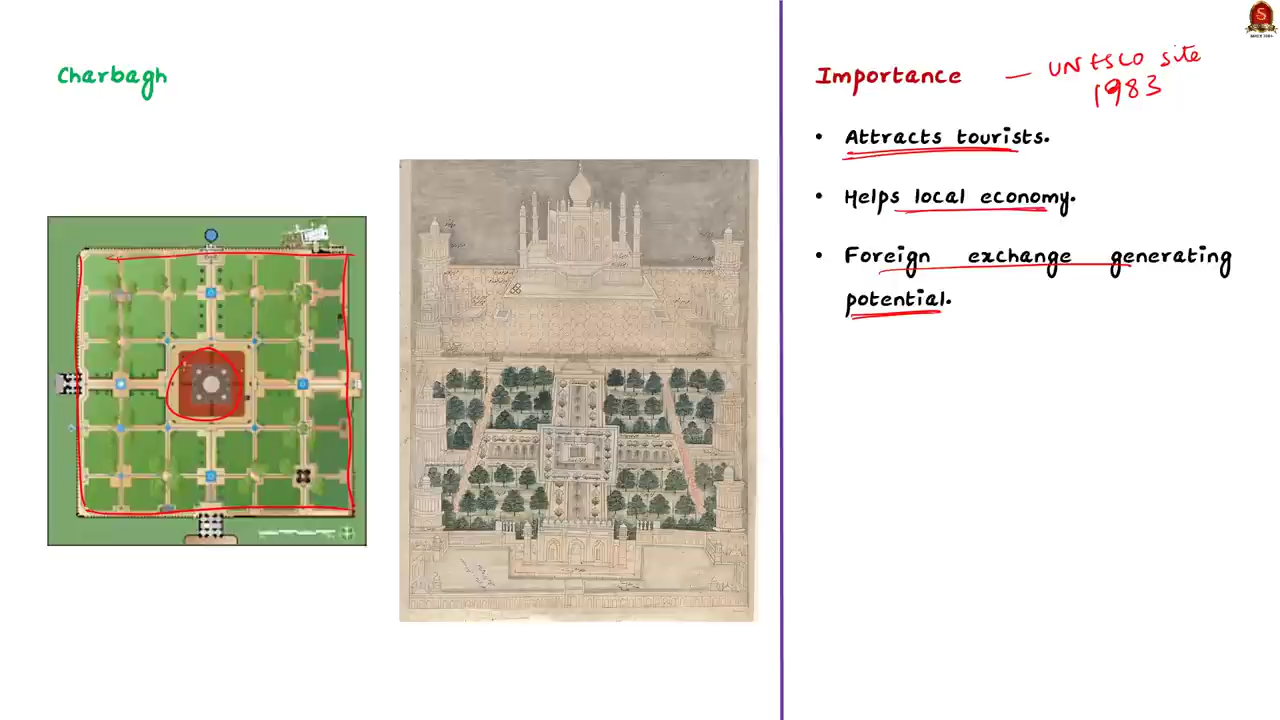 Charbagh
Importance — UNESCO site
1983
• Attracts tourists.
• Helps local economy.
• Foreign exchange generating
potential.